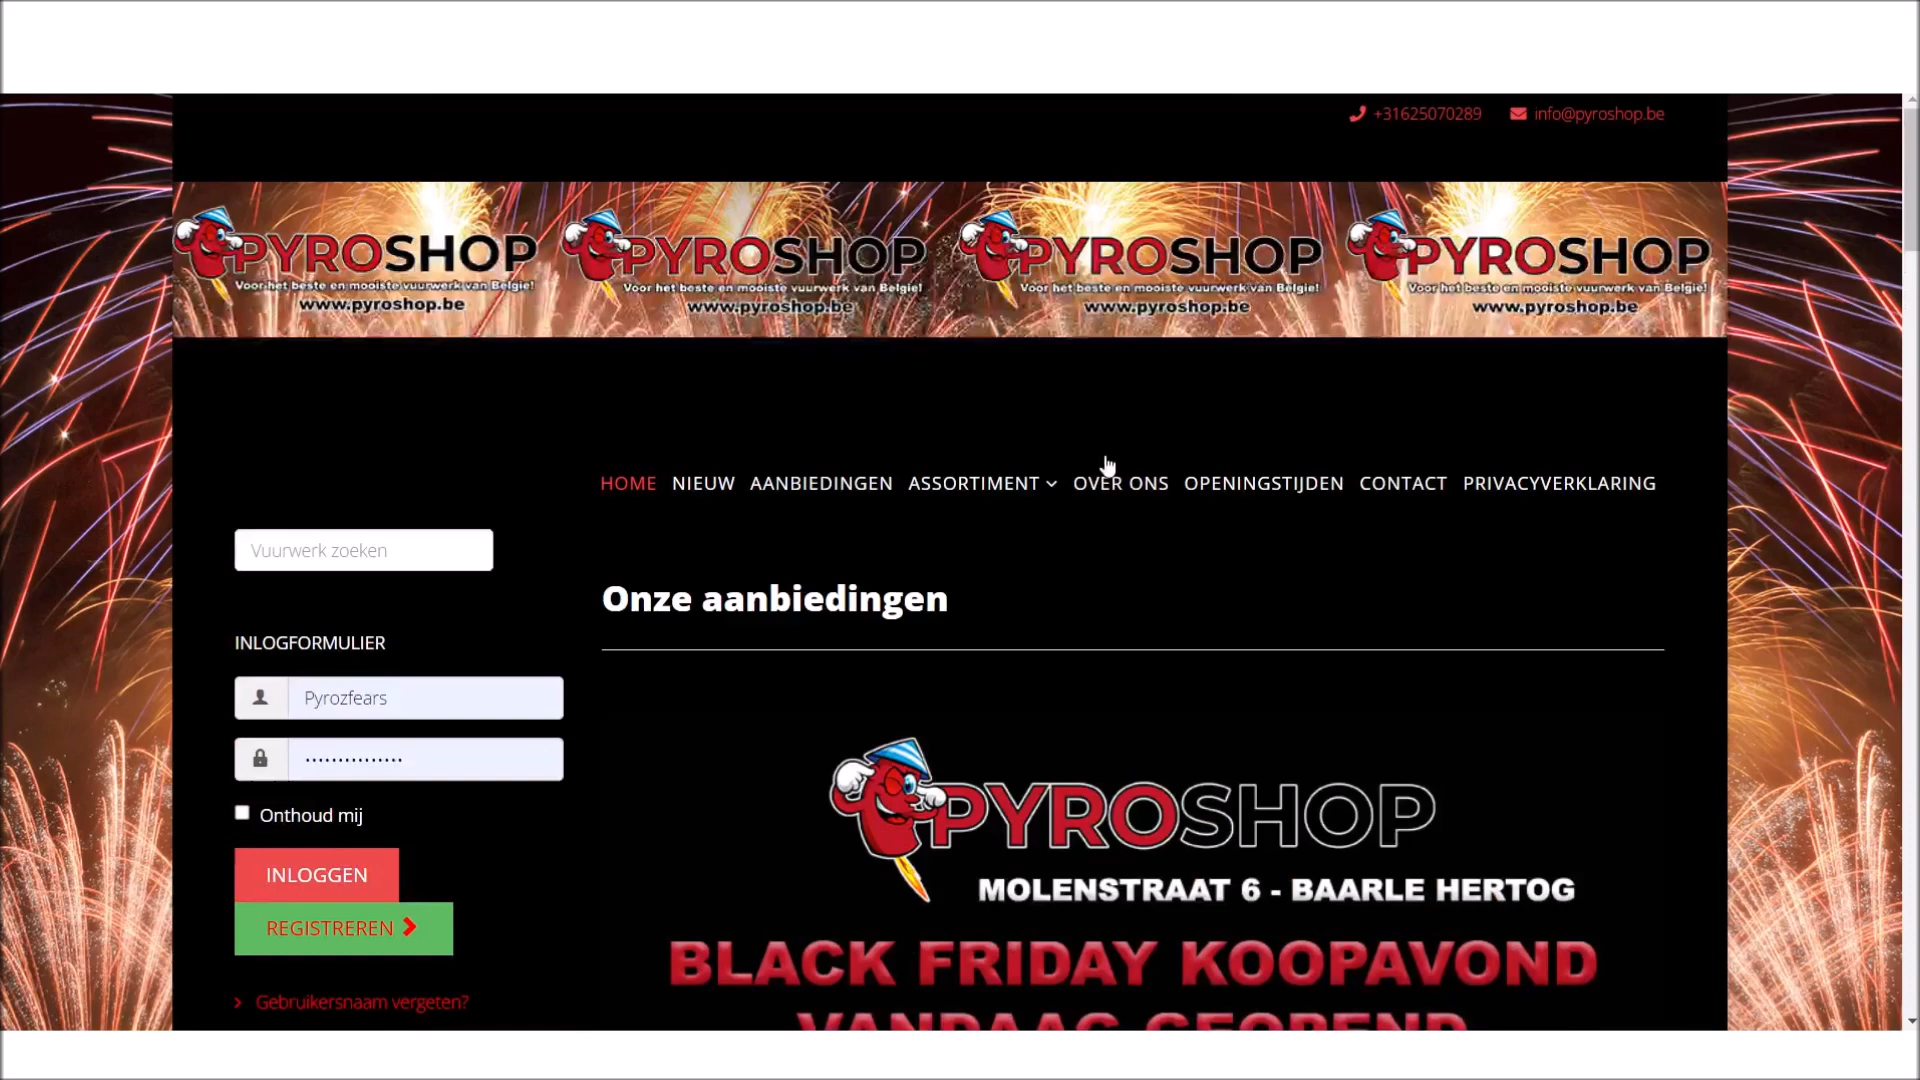 +31625070289 info@pyroshop.be
PYROSHOP PYROSHOP PYROSHOP PYROSHOP
Voor het beste en mooiste vuurwerk van Belgie! Voor het beste en mooiste vuurwerk van Belgie! Voor het beste en mooiste vuurwerk van Belgie! Voor het beste en mooiste vuurwerk van Belgie!
www.pyroshop.be www.pyroshop.be www.pyroshop.be www.pyroshop.be
HOME NIEUW AANBIEDINGEN ASSORTIMENT OVER ONS OPENINGSTIJDEN CONTACT PRIVACYVERKLARING
Vuurwerk zoeken
INLOGFORMULIER
Pyrozfears
...............
Onthoud mij
INLOGGEN
REGISTREREN
Gebruikersnaam vergeten?
Onze aanbiedingen
PYROSHOP
MOLENSTRAAT 6 - BAARLE HERTOG
BLACK FRIDAY KOOPAVOND
VANDAAG GEOPEND